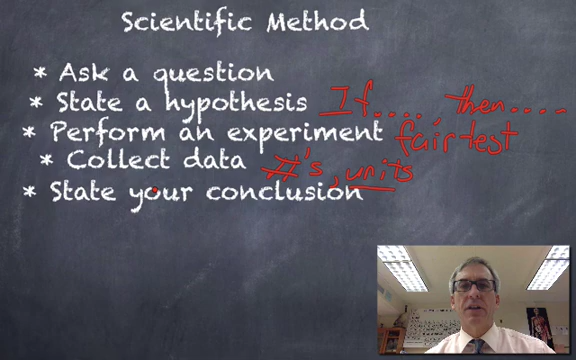 Scientific Method
* Ask a question
* State a hypothesis If...., then....
* Perform an experiment fair test
* Collect data #'s, units
* State your conclusion